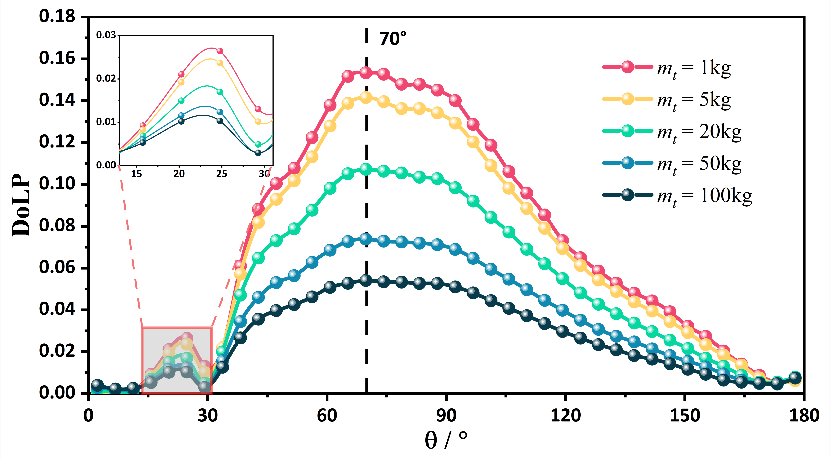 0.18
0.16
0.14
0.12
0.10
0.08
0.06
0.04
0.02
0.00
DoLP
0 30 60 90 120 150 180
θ / °
0.03
0.02
0.01
0.00
15 20 25 30
70°
m_t = 1kg
m_t = 5kg
m_t = 20kg
m_t = 50kg
m_t = 100kg